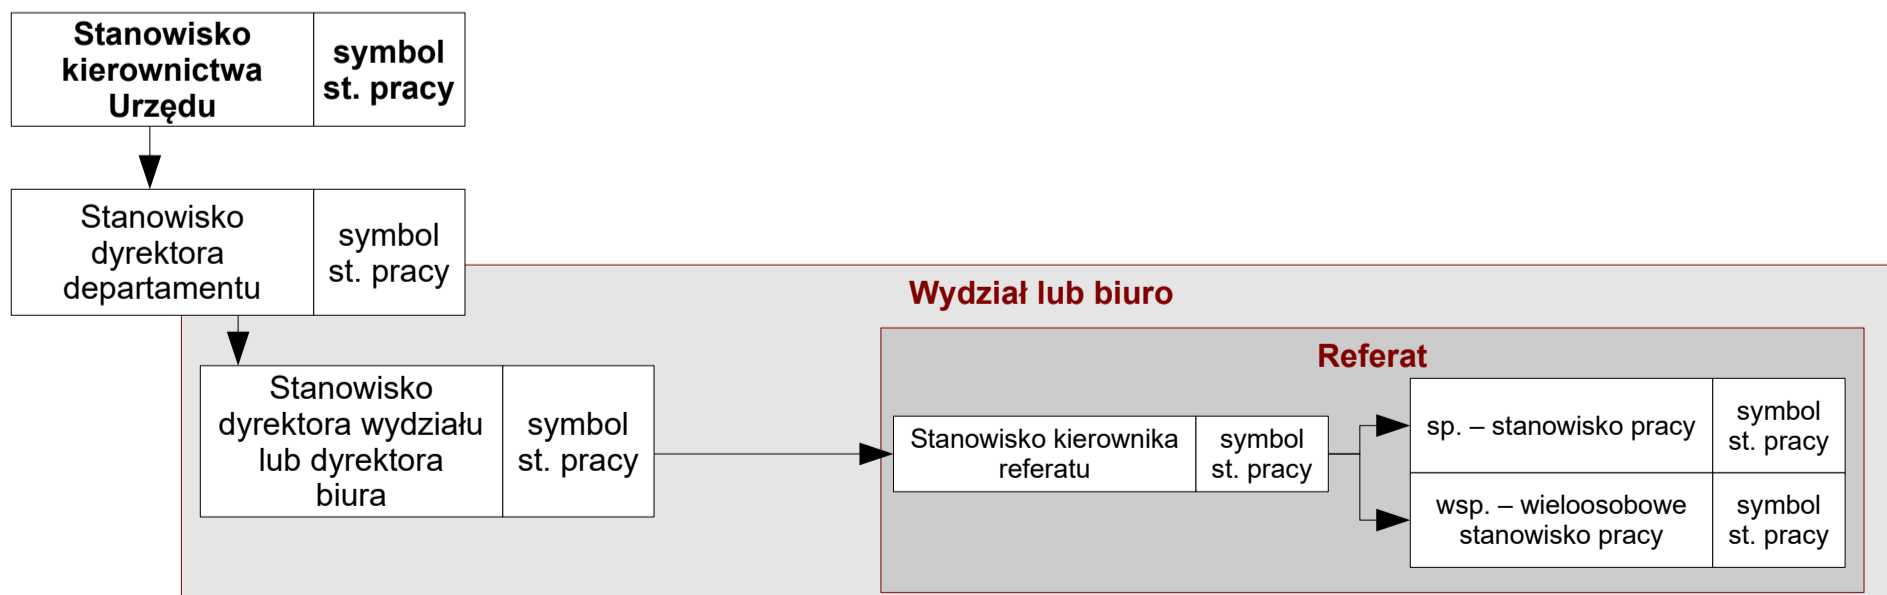 Stanowisko
kierownictwa
Urzędu
symbol
st. pracy
Stanowisko
dyrektora
departamentu
symbol
st. pracy
Wydział lub biuro
Referat
Stanowisko
dyrektora wydziału
lub dyrektora
biura
symbol
st. pracy
Stanowisko kierownika
referatu
symbol
st. pracy
sp. – stanowisko pracy
symbol
st. pracy
wsp. – wieloosobowe
stanowisko pracy
symbol
st. pracy